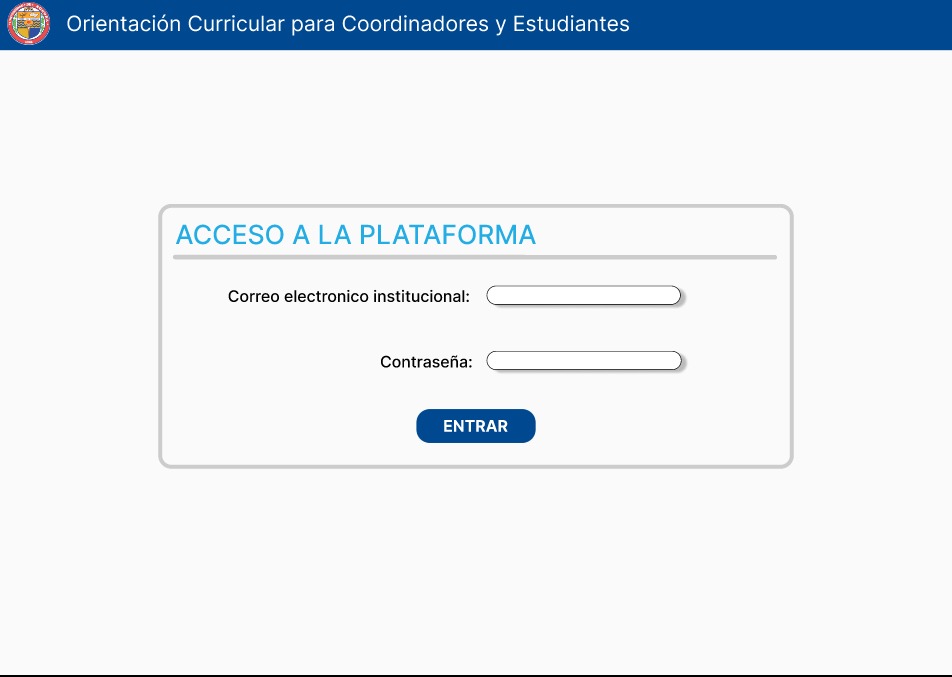 Orientación Curricular para Coordinadores y Estudiantes
ACCESO A LA PLATAFORMA
Correo electronico institucional:
Contraseña:
ENTRAR